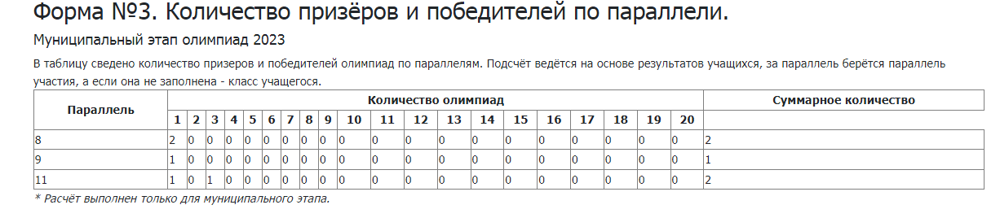 Форма №3. Количество призёров и победителей по параллели.
Муниципальный этап олимпиад 2023
В таблицу сведено количество призеров и победителей олимпиад по параллелям. Подсчёт ведётся на основе результатов учащихся, за параллель берётся параллель
участия, а если она не заполнена - класс учащегося.
Параллель Количество олимпиад Суммарное количество
1 2 3 4 5 6 7 8 9 10 11 12 13 14 15 16 17 18 19 20
8 2 0 0 0 0 0 0 0 0 0 0 0 0 0 0 0 0 0 0 0 2
9 1 0 0 0 0 0 0 0 0 0 0 0 0 0 0 0 0 0 0 0 1
11 1 0 1 0 0 0 0 0 0 0 0 0 0 0 0 0 0 0 0 0 2
* Расчёт выполнен только для муниципального этапа.